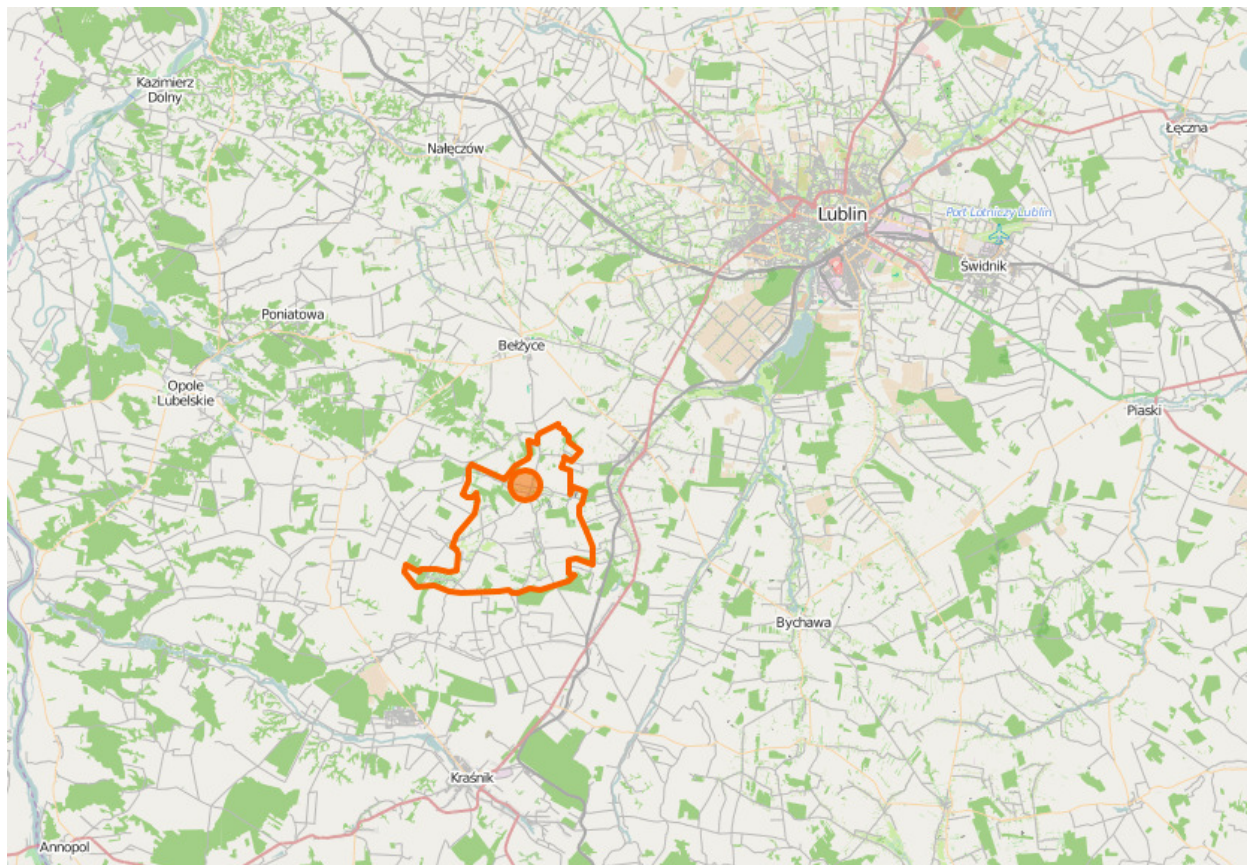 Kazimierz
Dolny
Nałęczów
Łęczna
Lublin
Port Lotniczy Lublin
Świdnik
Poniatowa
Bełżyce
Opole
Lubelskie
Piaski
Bychawa
Kraśnik
Annopol